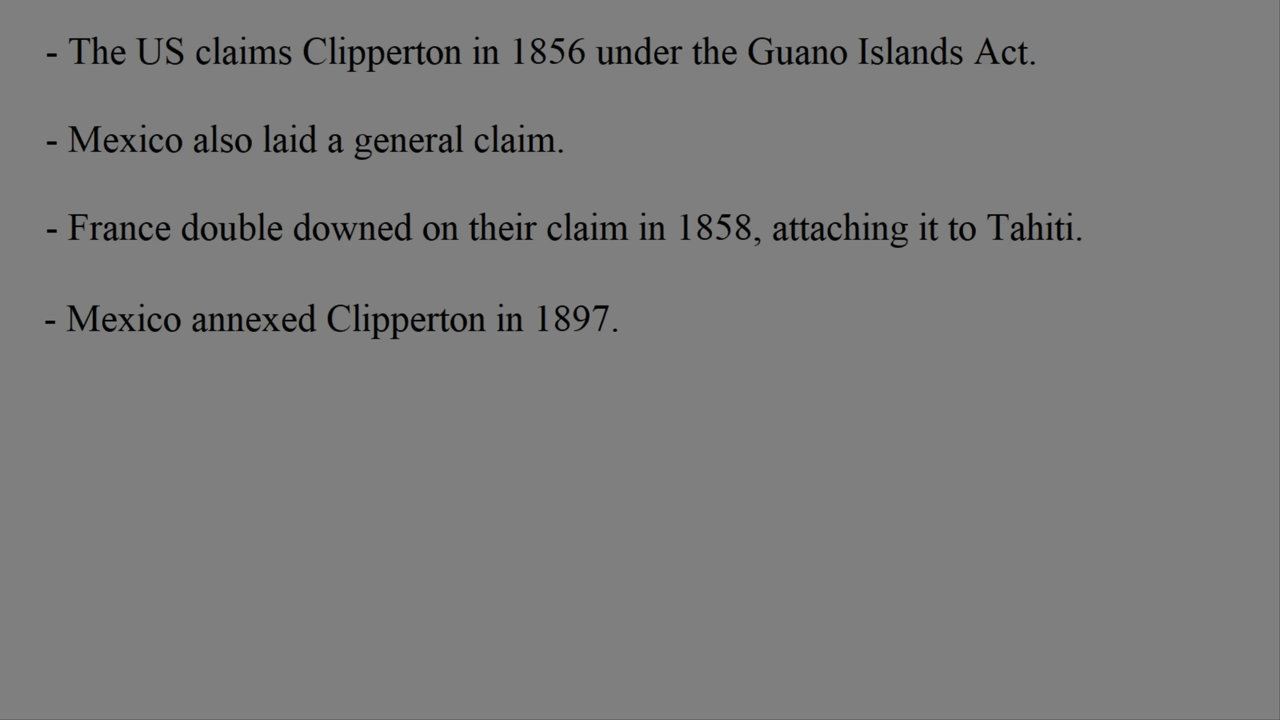 - The US claims Clipperton in 1856 under the Guano Islands Act.
- Mexico also laid a general claim.
- France double downed on their claim in 1858, attaching it to Tahiti.
- Mexico annexed Clipperton in 1897.